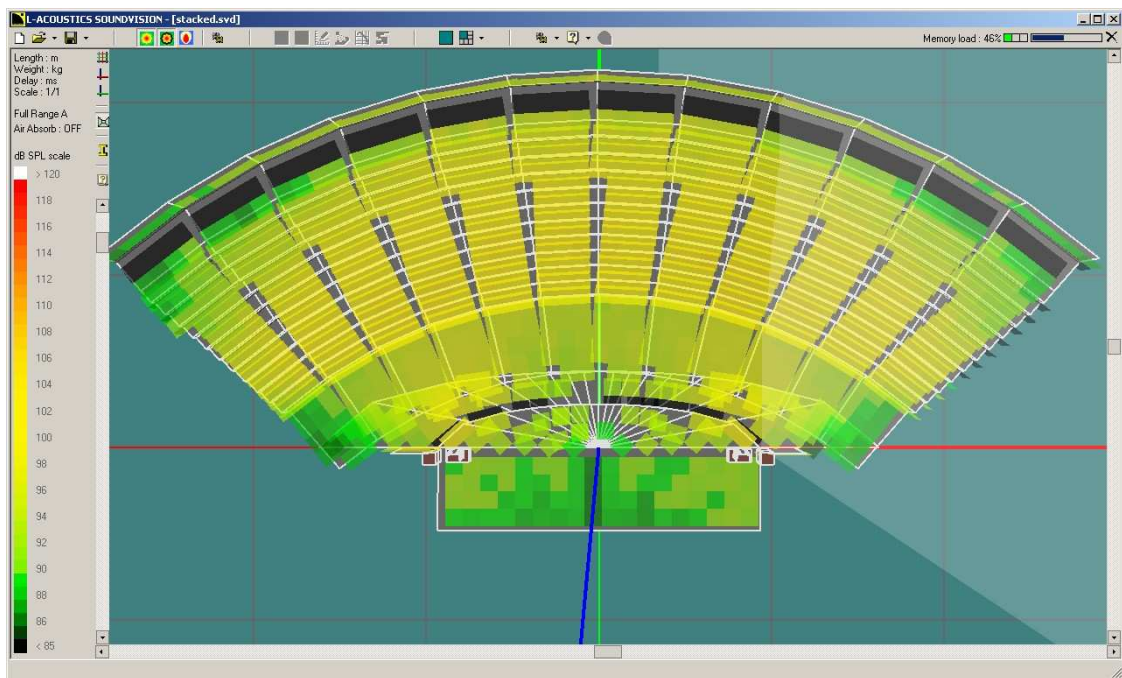 L-ACOUSTICS SOUNDVISION - [stacked.svd]
Memory load : 46%
Length : m
Weight : kg
Delay : ms
Scale : 1/1
Full Range A
Air Absorb : OFF
dB SPL scale
> 120
118
116
114
112
110
108
106
104
102
100
98
96
94
92
90
88
86
< 85